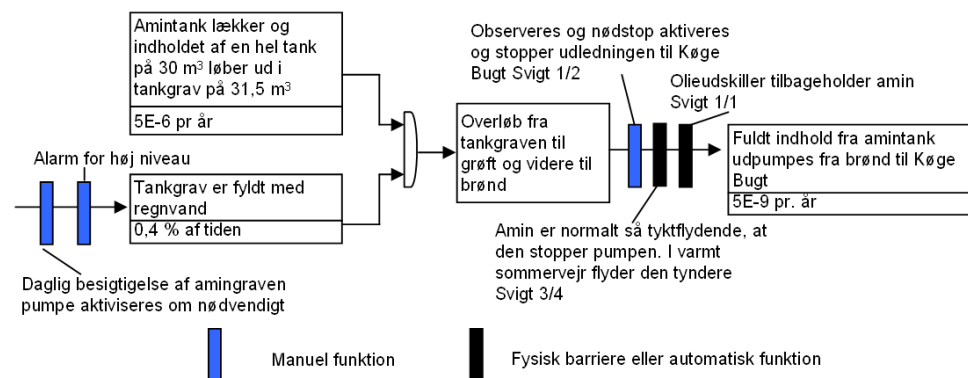 Amintank lækker og
indholdet af en hel tank
på 30 m³ løber ud i
tankgrav på 31,5 m³
5E-6 pr år
Alarm for høj niveau
Tankgrav er fyldt med
regnvand
0,4 % af tiden
Daglig besigtigelse af amingraven
pumpe aktiviseres om nødvendigt
Overløb fra
tankgraven til
grøft og videre til
brønd
Observeres og nødstop aktiveres
og stopper udledningen til Køge
Bugt Svigt 1/2
Olieudskiller tilbageholder amin
Svigt 1/1
Amin er normalt så tyktflydende, at
den stopper pumpen. I varmt
sommervejr flyder den tyndere
Svigt 3/4
Fuldt indhold fra amintank
udpumpes fra brønd til Køge
Bugt
5E-9 pr. år
Manuel funktion
Fysisk barriere eller automatisk funktion